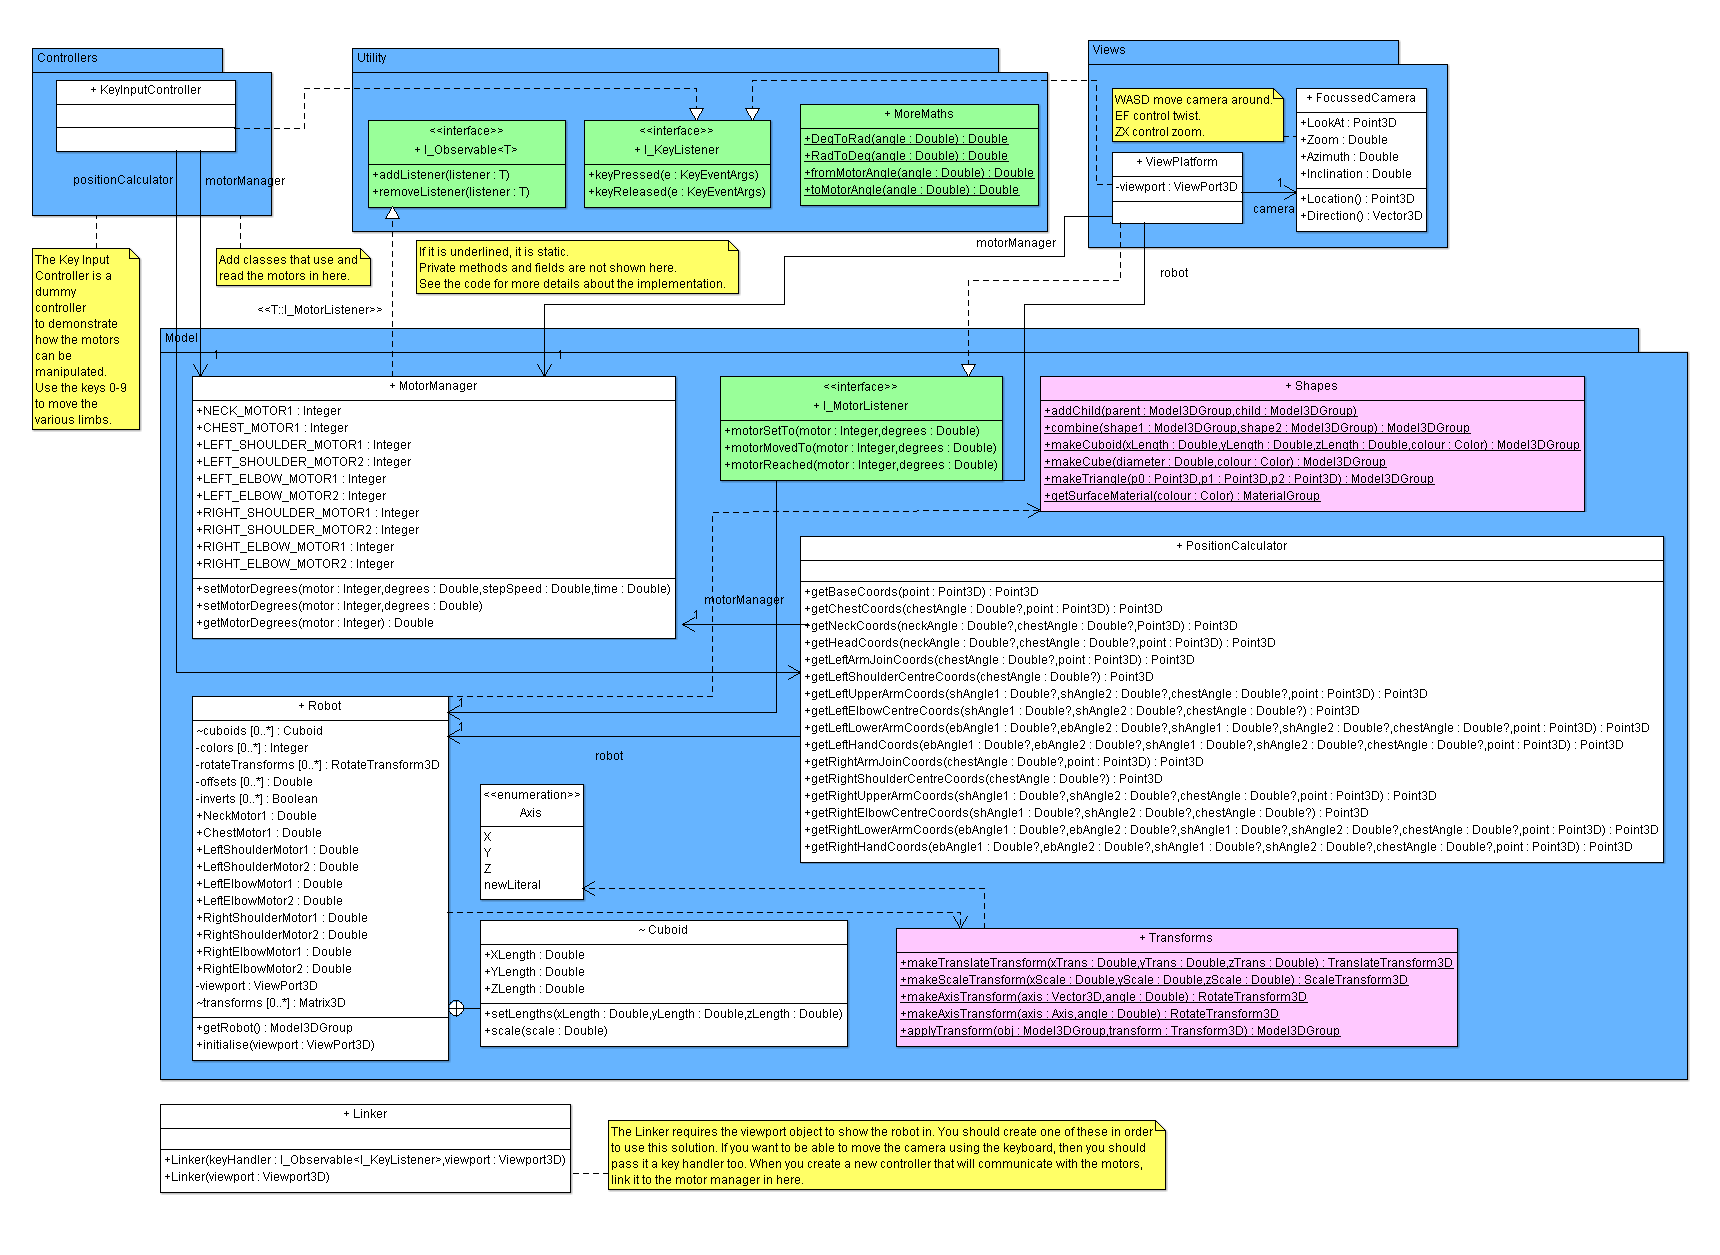 Controllers
+ KeyInputController
positionCalculator
motorManager
The Key Input
Controller is a
dummy
controller
to demonstrate
how the motors
can be
manipulated.
Use the keys 0-9
to move the
various limbs.
Add classes that use and
read the motors in here.
Utility
<<interface>>
+ I_Observable<T>
+addListener(listener : T)
+removeListener(listener : T)
<<interface>>
+ I_KeyListener
+keyPressed(e : KeyEventArgs)
+keyReleased(e : KeyEventArgs)
+ MoreMaths
+DegToRad(angle : Double) : Double
+RadToDeg(angle : Double) : Double
+fromMotorAngle(angle : Double) : Double
+toMotorAngle(angle : Double) : Double
If it is underlined, it is static.
Private methods and fields are not shown here.
See the code for more details about the implementation.
<<T::I_MotorListener>>
Views
WASD move camera around.
EF control twist.
ZX control zoom.
+ ViewPlatform
-viewport : ViewPort3D
1
camera
+ FocussedCamera
+LookAt : Point3D
+Zoom : Double
+Azimuth : Double
+Inclination : Double
+Location() : Point3D
+Direction() : Vector3D
motorManager
robot
Model
1
1
+ MotorManager
+NECK_MOTOR1 : Integer
+CHEST_MOTOR1 : Integer
+LEFT_SHOULDER_MOTOR1 : Integer
+LEFT_SHOULDER_MOTOR2 : Integer
+LEFT_ELBOW_MOTOR1 : Integer
+LEFT_ELBOW_MOTOR2 : Integer
+RIGHT_SHOULDER_MOTOR1 : Integer
+RIGHT_SHOULDER_MOTOR2 : Integer
+RIGHT_ELBOW_MOTOR1 : Integer
+RIGHT_ELBOW_MOTOR2 : Integer
+setMotorDegrees(motor : Integer,degrees : Double,stepSpeed : Double,time : Double)
+setMotorDegrees(motor : Integer,degrees : Double)
+getMotorDegrees(motor : Integer) : Double
<<interface>>
+ I_MotorListener
+motorSetTo(motor : Integer,degrees : Double)
+motorMovedTo(motor : Integer,degrees : Double)
+motorReached(motor : Integer,degrees : Double)
+ Shapes
+addChild(parent : Model3DGroup,child : Model3DGroup)
+combine(shape1 : Model3DGroup,shape2 : Model3DGroup) : Model3DGroup
+makeCuboid(xLength : Double,yLength : Double,zLength : Double,colour : Color) : Model3DGroup
+makeCube(diameter : Double,colour : Color) : Model3DGroup
+makeTriangle(p0 : Point3D,p1 : Point3D,p2 : Point3D) : Model3DGroup
+getSurfaceMaterial(colour : Color) : MaterialGroup
motorManager
1
+ PositionCalculator
+getBaseCoords(point : Point3D) : Point3D
+getChestCoords(chestAngle : Double?,point : Point3D) : Point3D
+getNeckCoords(neckAngle : Double?,chestAngle : Double?,Point3D) : Point3D
+getHeadCoords(neckAngle : Double?,chestAngle : Double?,point : Point3D) : Point3D
+getLeftArmJoinCoords(chestAngle : Double?,point : Point3D) : Point3D
+getLeftShoulderCentreCoords(chestAngle : Double?) : Point3D
+getLeftUpperArmCoords(shAngle1 : Double?,shAngle2 : Double?,chestAngle : Double?,point : Point3D) : Point3D
+getLeftElbowCentreCoords(shAngle1 : Double?,shAngle2 : Double?,chestAngle : Double?) : Point3D
+getLeftLowerArmCoords(ebAngle1 : Double?,ebAngle2 : Double?,shAngle1 : Double?,shAngle2 : Double?,chestAngle : Double?,point : Point3D) : Point3D
+getLeftHandCoords(ebAngle1 : Double?,ebAngle2 : Double?,shAngle1 : Double?,shAngle2 : Double?,chestAngle : Double?,point : Point3D) : Point3D
+getRightArmJoinCoords(chestAngle : Double?,point : Point3D) : Point3D
+getRightShoulderCentreCoords(chestAngle : Double?) : Point3D
+getRightUpperArmCoords(shAngle1 : Double?,shAngle2 : Double?,chestAngle : Double?,point : Point3D) : Point3D
+getRightElbowCentreCoords(shAngle1 : Double?,shAngle2 : Double?,chestAngle : Double?) : Point3D
+getRightLowerArmCoords(ebAngle1 : Double?,ebAngle2 : Double?,shAngle1 : Double?,shAngle2 : Double?,chestAngle : Double?,point : Point3D) : Point3D
+getRightHandCoords(ebAngle1 : Double?,ebAngle2 : Double?,shAngle1 : Double?,shAngle2 : Double?,chestAngle : Double?,point : Point3D) : Point3D
1
1
robot
+ Robot
~cuboids [0..*] : Cuboid
-colors [0..*] : Integer
-rotateTransforms [0..*] : RotateTransform3D
-offsets [0..*] : Double
-inverts [0..*] : Boolean
+NeckMotor1 : Double
+ChestMotor1 : Double
+LeftShoulderMotor1 : Double
+LeftShoulderMotor2 : Double
+LeftElbowMotor1 : Double
+LeftElbowMotor2 : Double
+RightShoulderMotor1 : Double
+RightShoulderMotor2 : Double
+RightElbowMotor1 : Double
+RightElbowMotor2 : Double
-viewport : ViewPort3D
~transforms [0..*] : Matrix3D
+getRobot() : Model3DGroup
+initialise(viewport : ViewPort3D)
<<enumeration>>
Axis
X
Y
Z
newLiteral
~ Cuboid
+XLength : Double
+YLength : Double
+ZLength : Double
+setLengths(xLength : Double,yLength : Double,zLength : Double)
+scale(scale : Double)
+ Transforms
+makeTranslateTransform(xTrans : Double,yTrans : Double,zTrans : Double) : TranslateTransform3D
+makeScaleTransform(xScale : Double,yScale : Double,zScale : Double) : ScaleTransform3D
+makeAxisTransform(axis : Vector3D,angle : Double) : RotateTransform3D
+makeAxisTransform(axis : Axis,angle : Double) : RotateTransform3D
+applyTransform(obj : Model3DGroup,transform : Transform3D) : Model3DGroup
+ Linker
+Linker(keyHandler : I_Observable<I_KeyListener>,viewport : Viewport3D)
+Linker(viewport : Viewport3D)
The Linker requires the viewport object to show the robot in. You should create one of these in order
to use this solution. If you want to be able to move the camera using the keyboard, then you should
pass it a key handler too. When you create a new controller that will communicate with the motors,
link it to the motor manager in here.